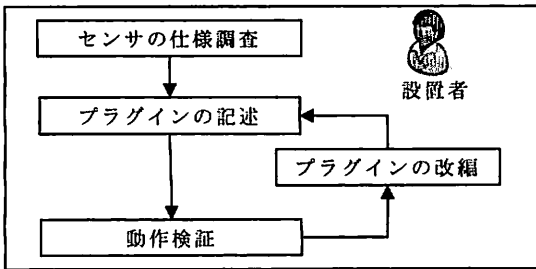 センサの仕様調査
設置者
プラグインの記述
プラグインの改編
動作検証